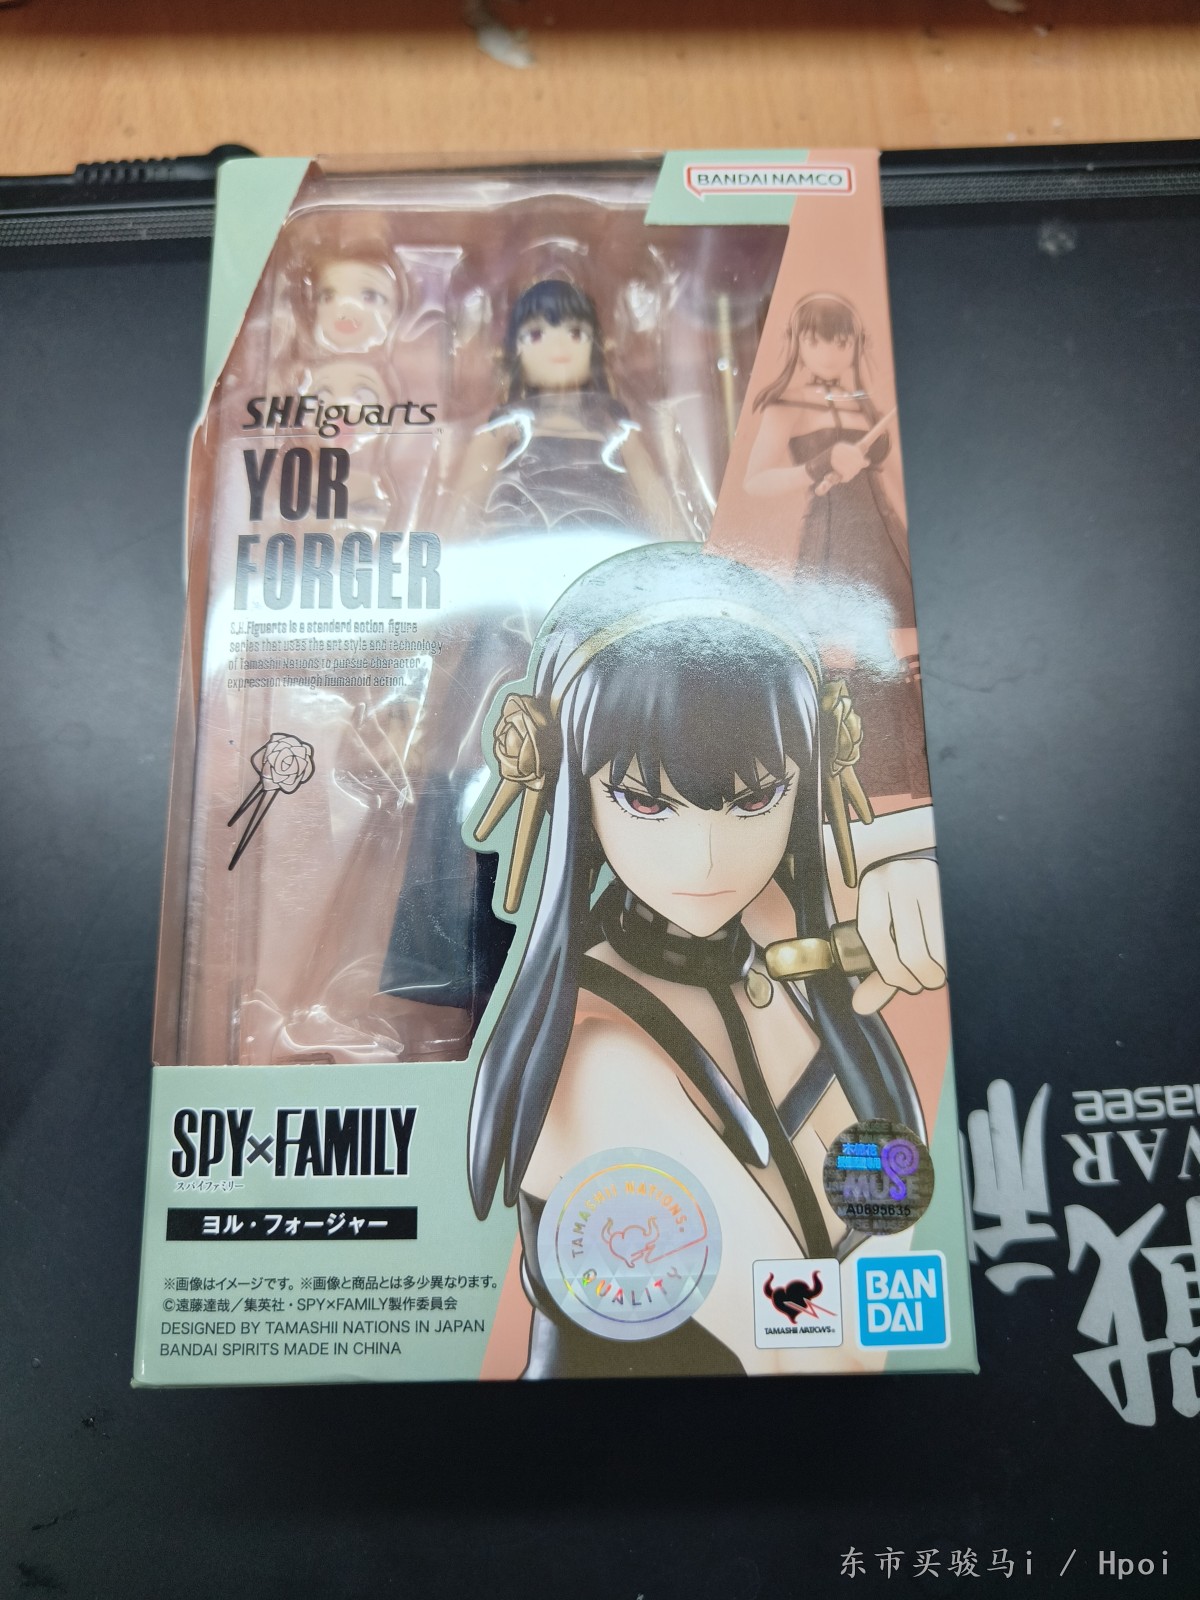 BANDAI NAMCO
S.H.Figuarts
YOR
FORGER
S.H.Figuarts is a standard action figure
series that uses the art style and technology
of Tamashii Nations to pursue character
expression through humanoid action.
SPY×FAMILY
スパイファミリー
ヨル・フォージャー
※画像はイメージです。※画像と商品とは多少異なります。
©遠藤達哉／集英社・SPY×FAMILY製作委員会
DESIGNED BY TAMASHII NATIONS IN JAPAN
BANDAI SPIRITS MADE IN CHINA
TAMASHII NATIONS
QUALITY
MUSE
A0895635
TAMASHII NATIONS
BAN
DAI
asee
WAR
东市买骏马i / Hpoi